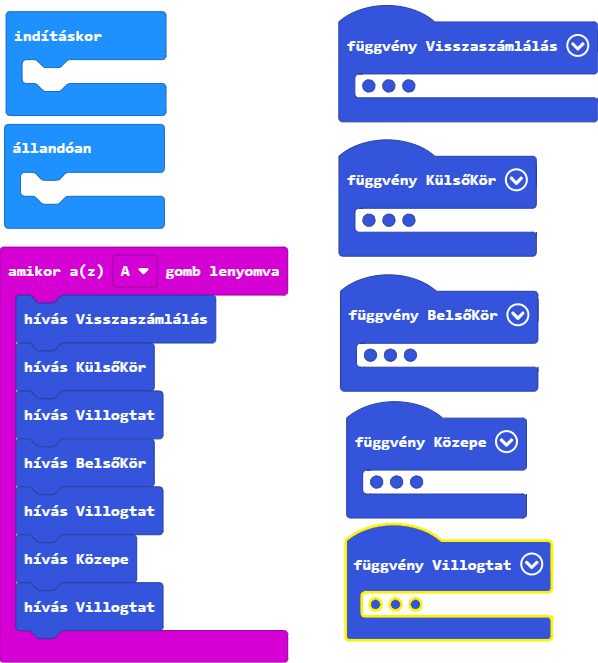 indításkor
állandóan
amikor a(z) A gomb lenyomva
hívás Visszaszámlálás
hívás KülsőKör
hívás Villogtat
hívás BelsőKör
hívás Villogtat
hívás Közepe
hívás Villogtat
függvény Visszaszámlálás
függvény KülsőKör
függvény BelsőKör
függvény Közepe
függvény Villogtat